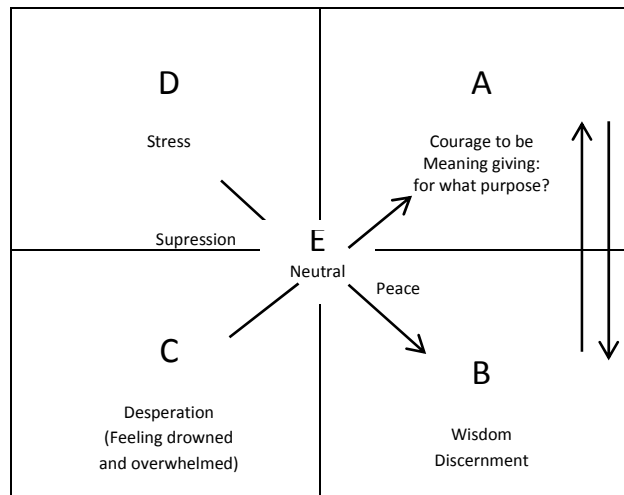 D
Stress
A
Courage to be
Meaning giving:
for what purpose?
Supression
E
Neutral
Peace
C
Desperation
(Feeling drowned
and overwhelmed)
B
Wisdom
Discernment